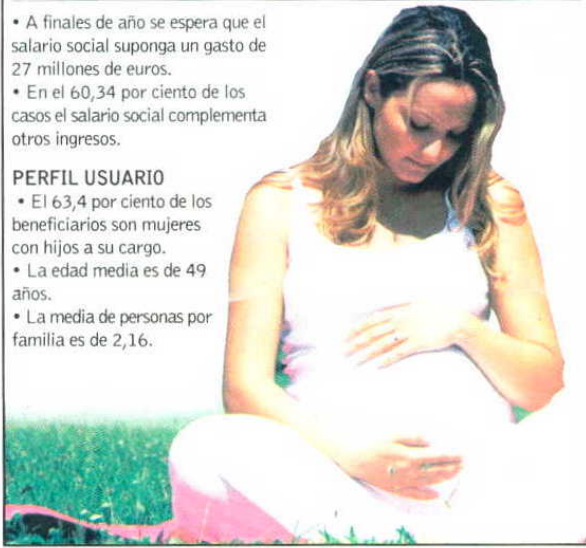 • A finales de año se espera que el
salario social suponga un gasto de
27 millones de euros.
• En el 60,34 por ciento de los
casos el salario social complementa
otros ingresos.
PERFIL USUARIO
• El 63,4 por ciento de los
beneficiarios son mujeres
con hijos a su cargo.
• La edad media es de 49
años.
• La media de personas por
familia es de 2,16.